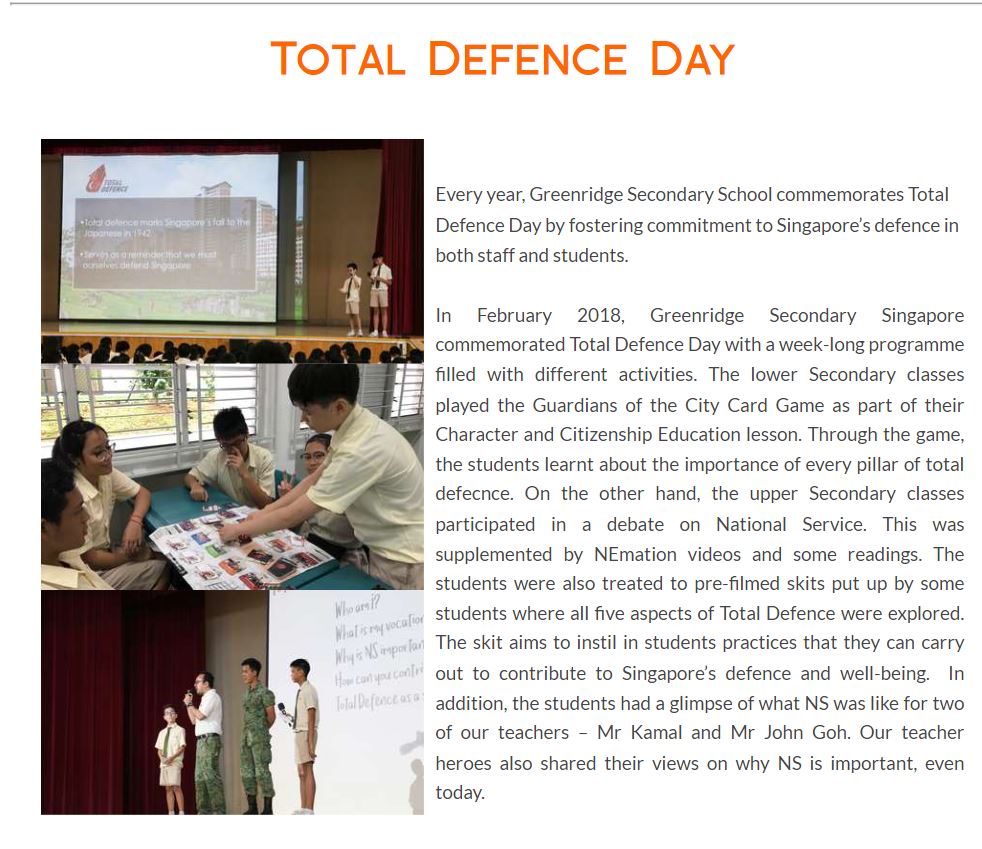 TOTAL DEFENCE DAY
TOTAL
DEFENCE
•Total defence marks Singapore's fall to the
Japanese in 1942
•Serves as a reminder that we must
ourselves defend Singapore
Who am I?
What is my vocation
Why is NS importan
How can you contri
Total Defence as a
Every year, Greenridge Secondary School commemorates Total
Defence Day by fostering commitment to Singapore’s defence in
both staff and students.
In February 2018, Greenridge Secondary Singapore
commemorated Total Defence Day with a week-long programme
filled with different activities. The lower Secondary classes
played the Guardians of the City Card Game as part of their
Character and Citizenship Education lesson. Through the game,
the students learnt about the importance of every pillar of total
defecnce. On the other hand, the upper Secondary classes
participated in a debate on National Service. This was
supplemented by NEmation videos and some readings. The
students were also treated to pre-filmed skits put up by some
students where all five aspects of Total Defence were explored.
The skit aims to instil in students practices that they can carry
out to contribute to Singapore’s defence and well-being. In
addition, the students had a glimpse of what NS was like for two
of our teachers – Mr Kamal and Mr John Goh. Our teacher
heroes also shared their views on why NS is important, even
today.